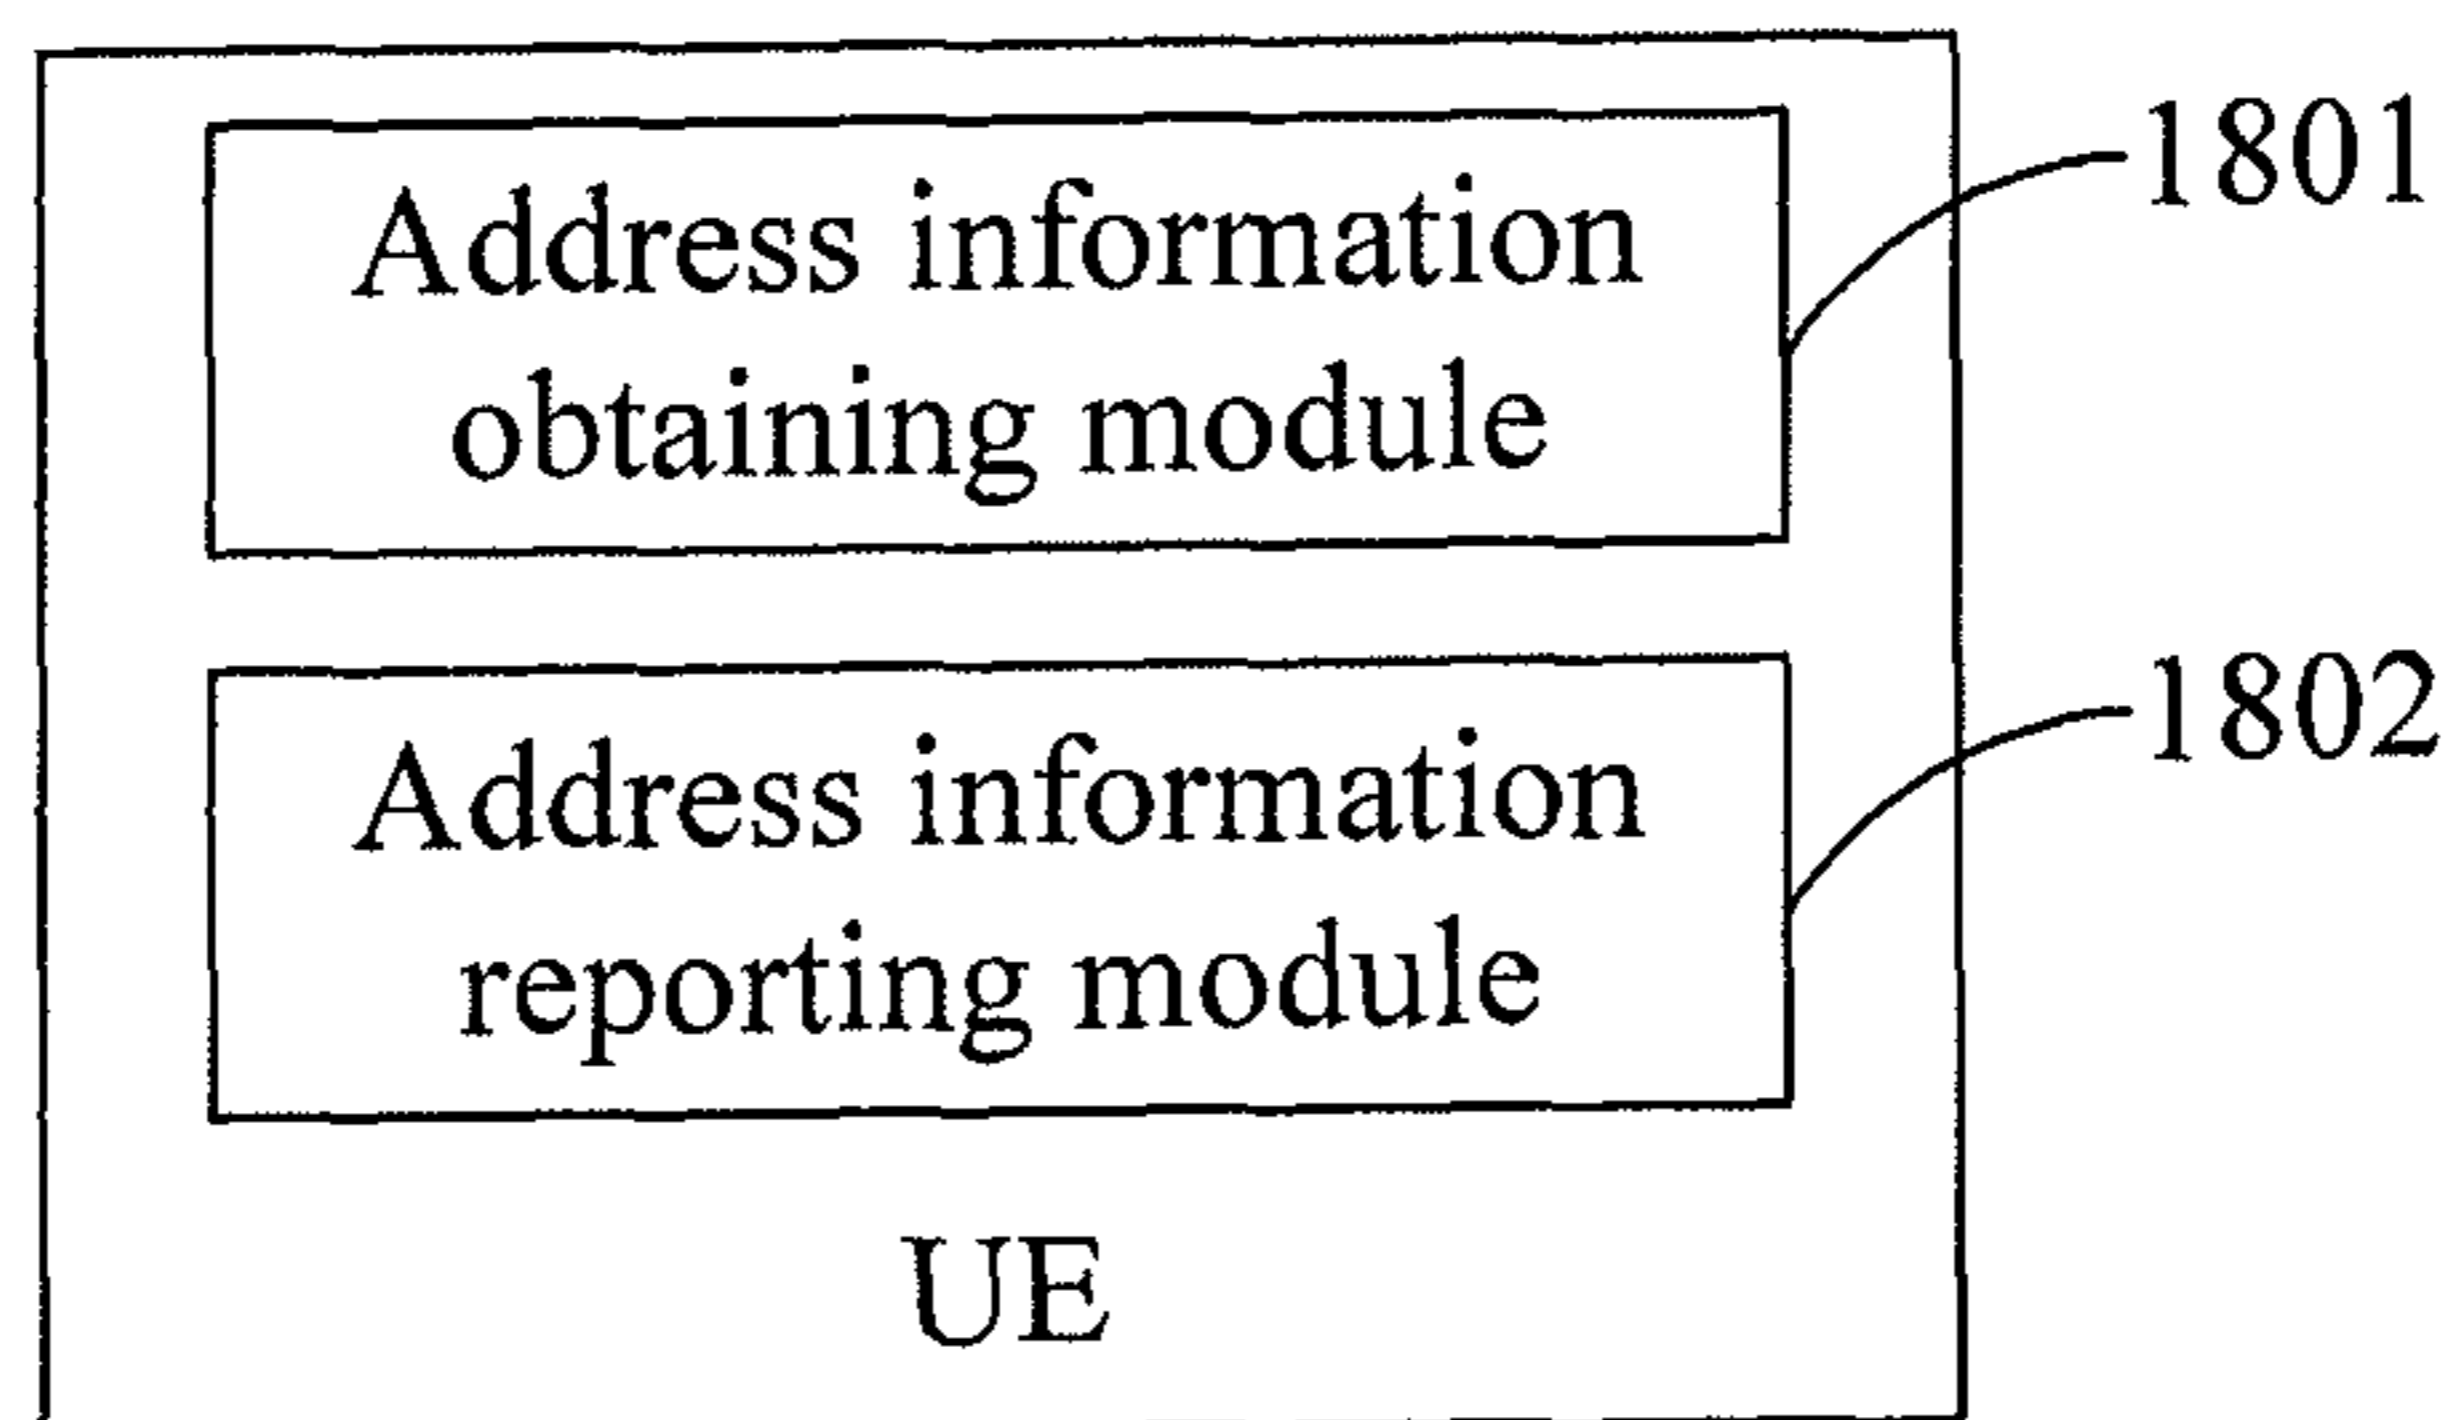 Address information
obtaining module
1801
Address information
reporting module
1802
UE